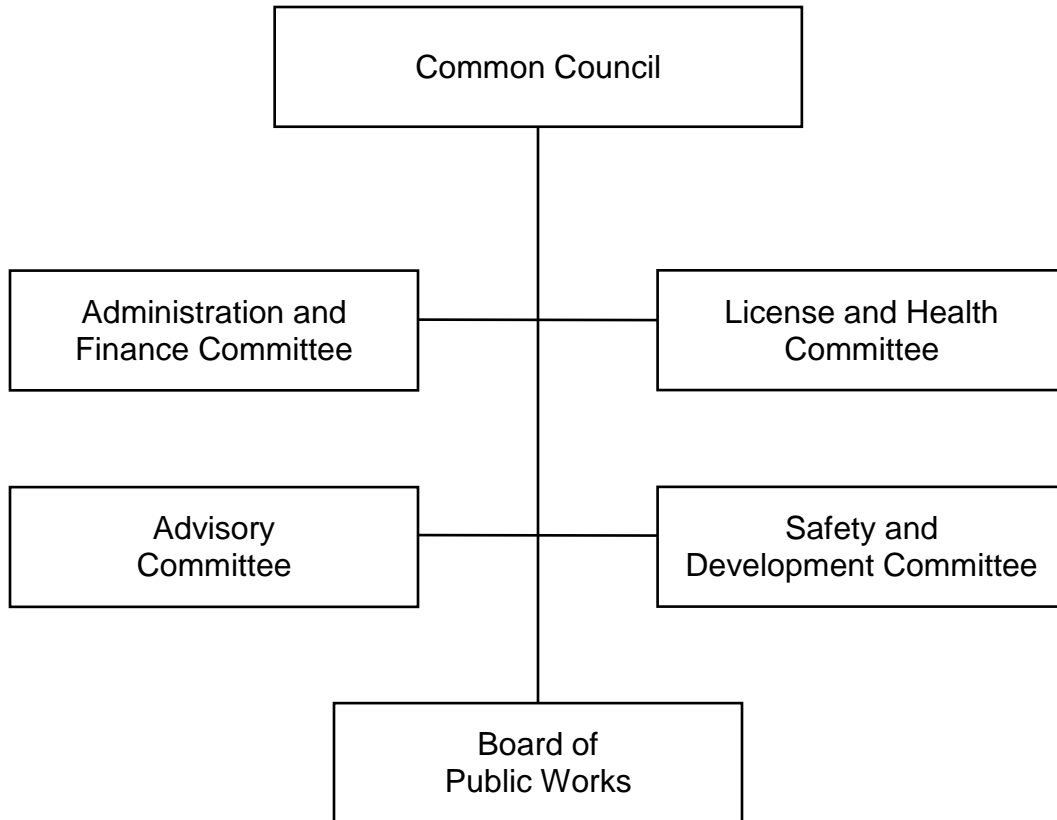 Common Council
Administration and
Finance Committee
License and Health
Committee
Advisory
Committee
Safety and
Development Committee
Board of
Public Works